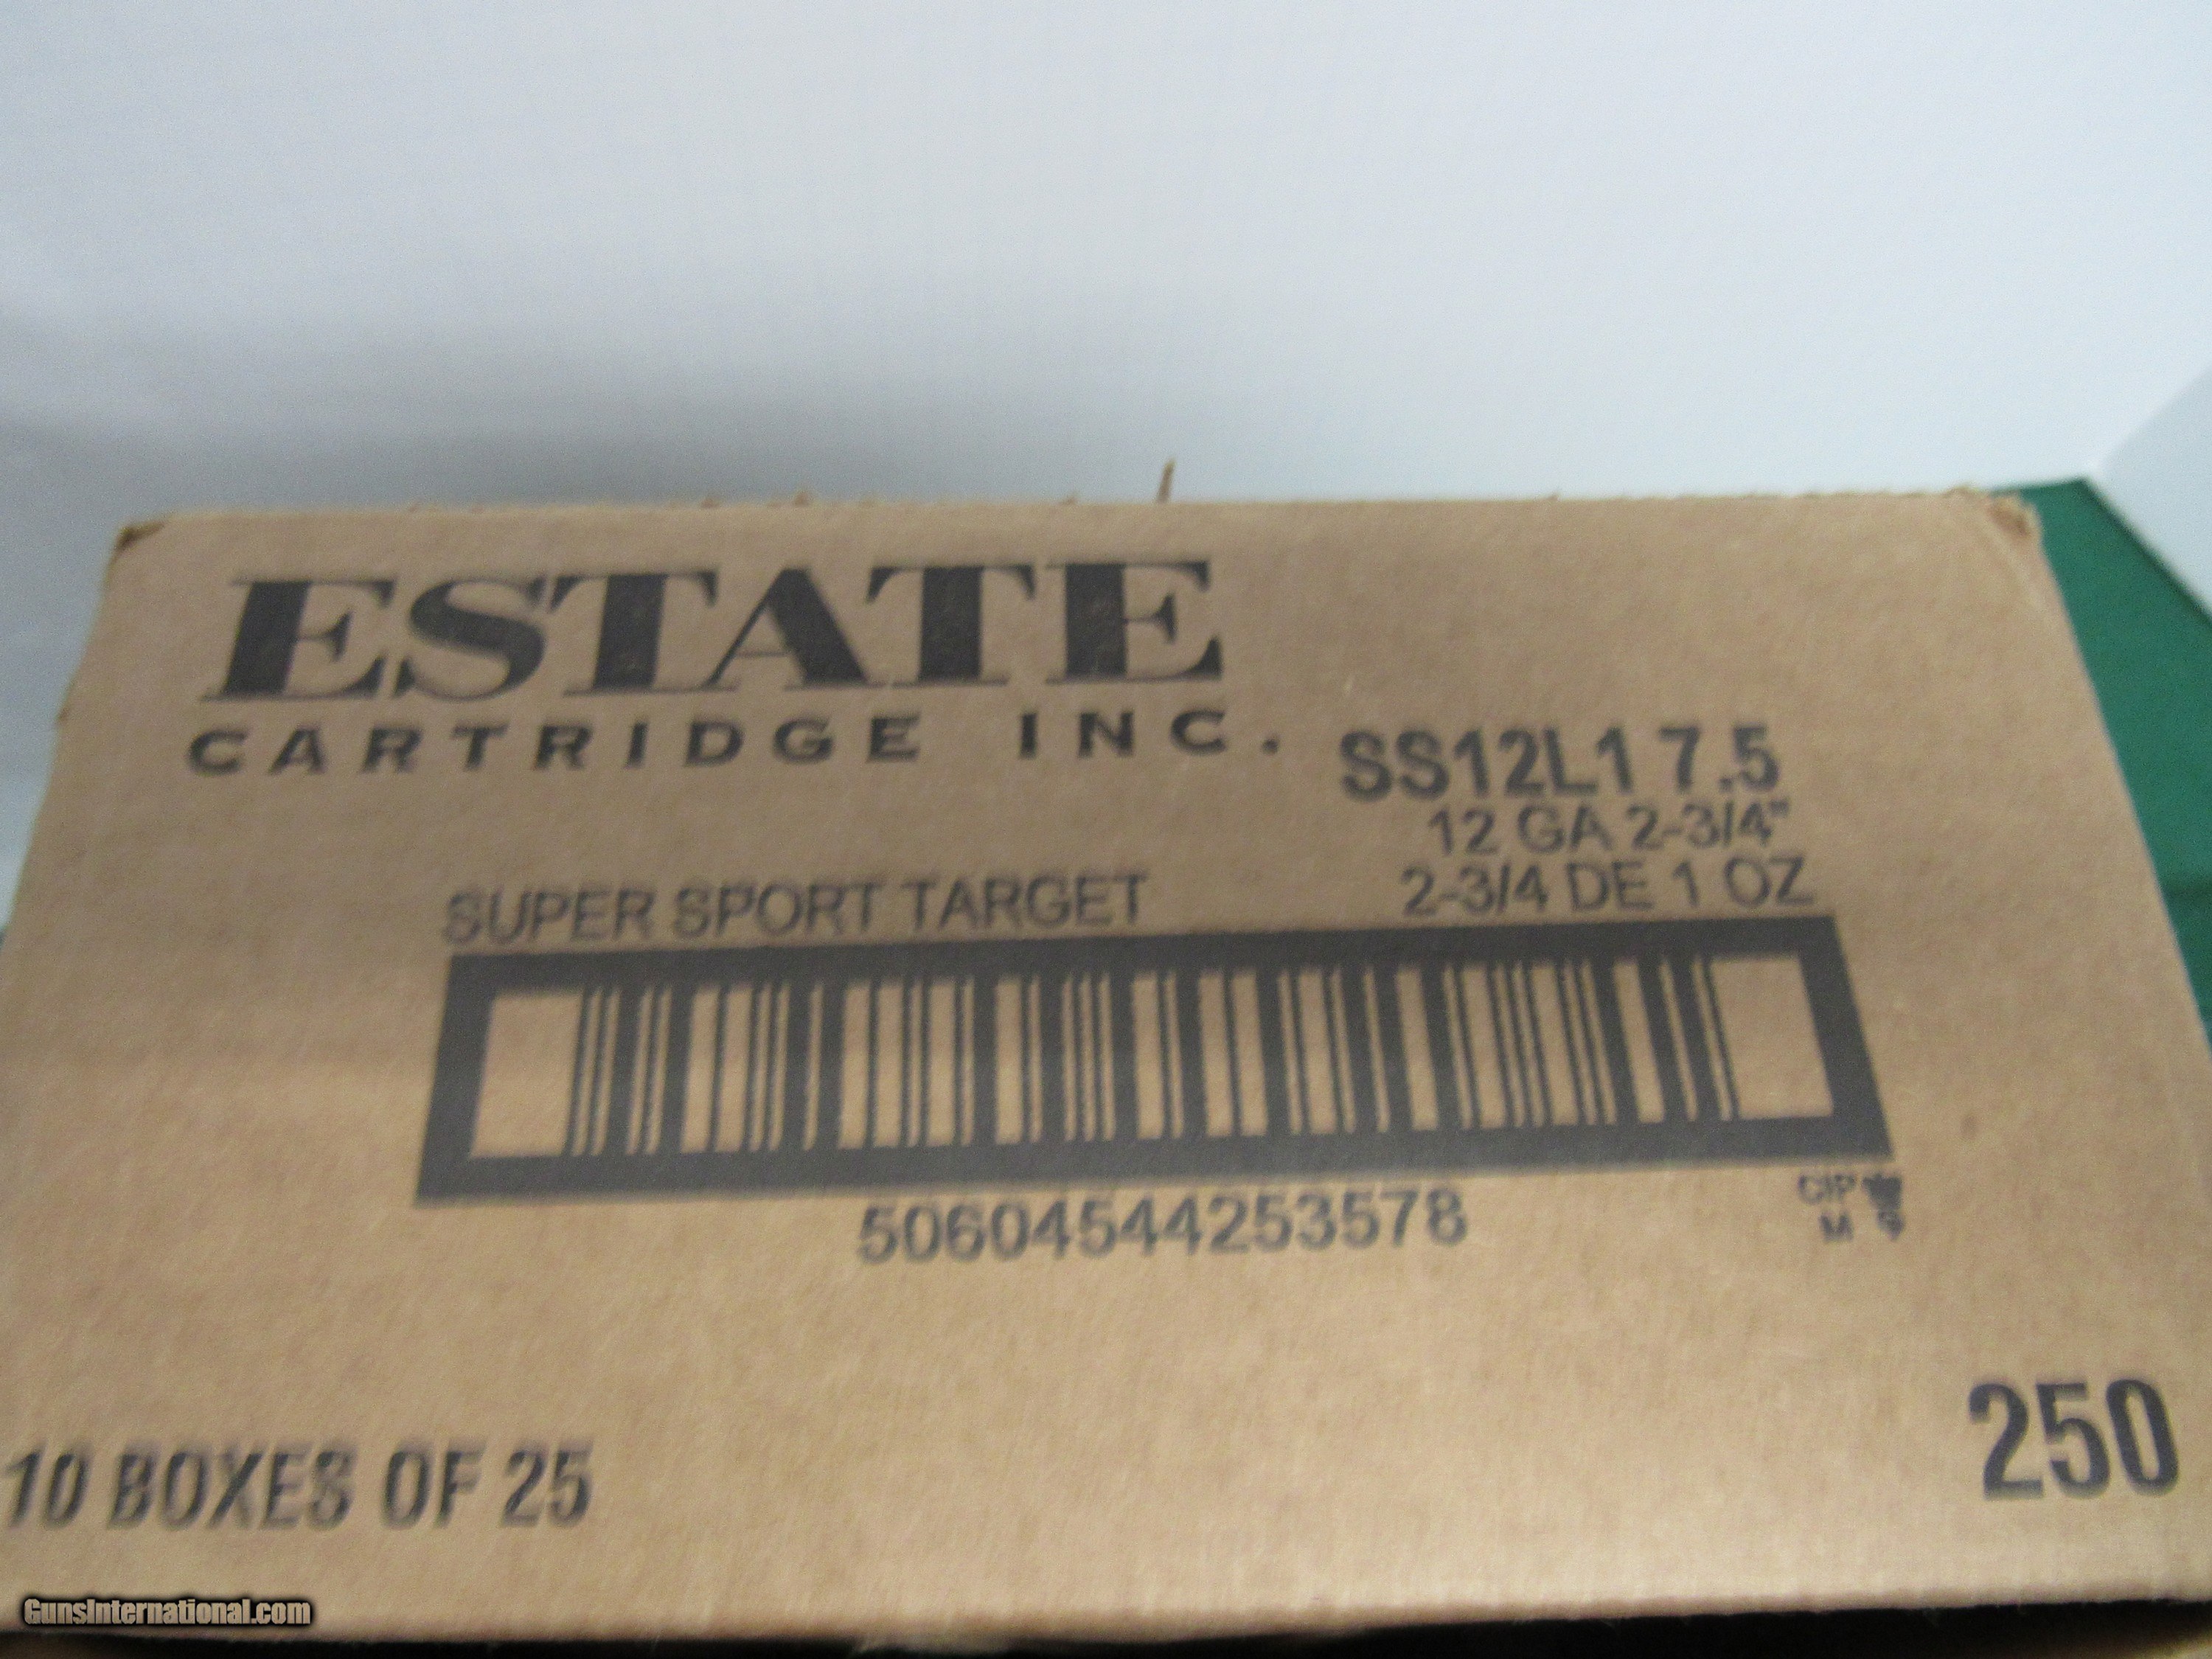 ESTATE
CARTRIDGE INC.
SS12L1 7.5
12 GA 2-3/4"
SUPER SPORT TARGET
2-3/4 DE 1 OZ
50604544253578
CIP
M
10 BOXES OF 25
250
GunsInternational.com